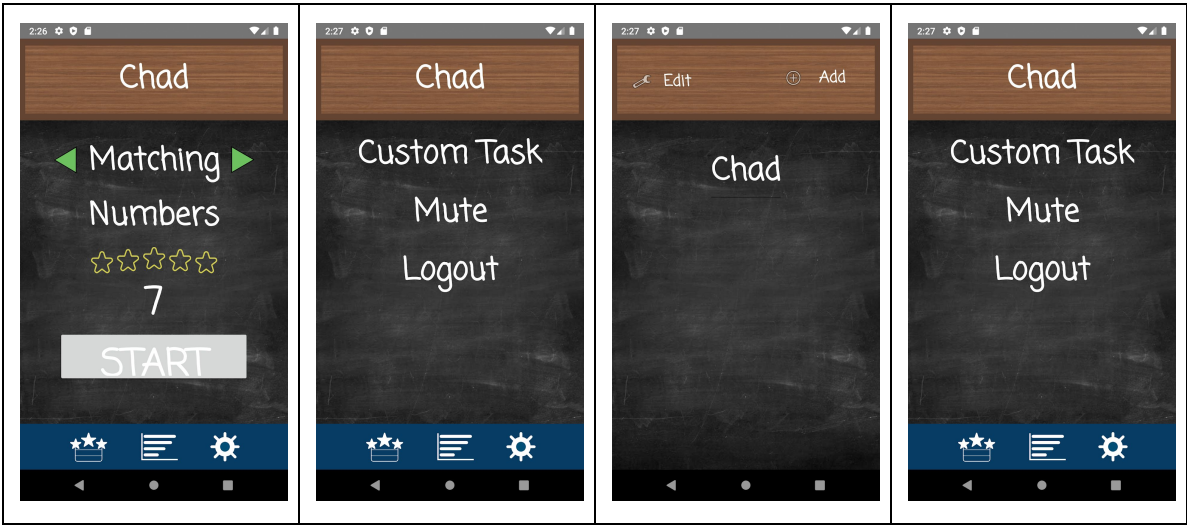 2:26
Chad
Matching
Numbers
7
START
2:27
Chad
Custom Task
Mute
Logout
2:27
Edit
Add
Chad
2:27
Chad
Custom Task
Mute
Logout